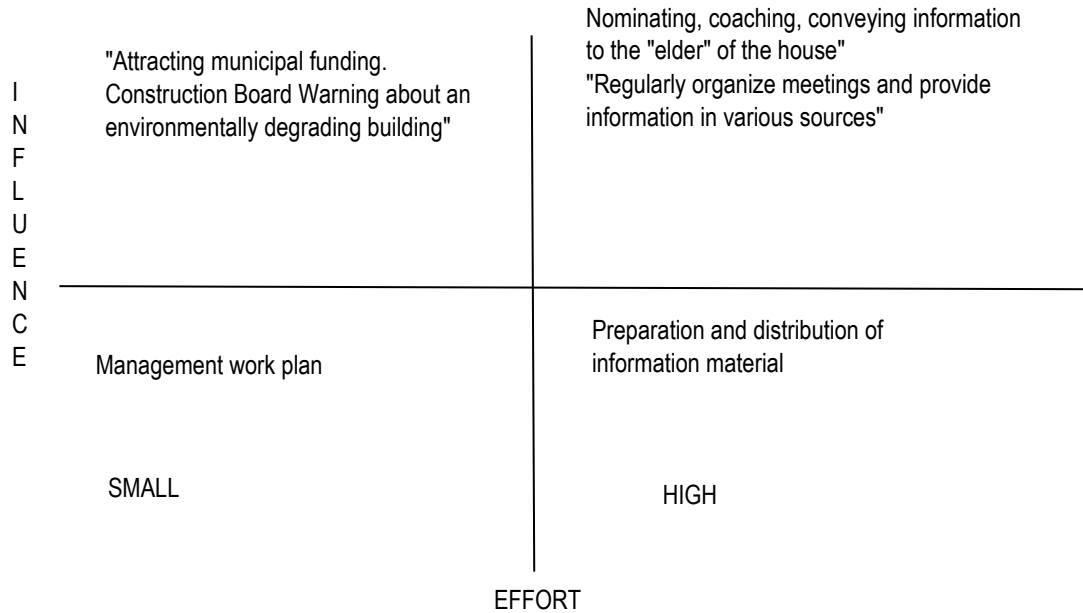 "Attracting municipal funding.
Construction Board Warning about an
environmentally degrading building"
Nominating, coaching, conveying information
to the "elder" of the house"
"Regularly organize meetings and provide
information in various sources"
I
N
F
L
U
E
N
C
E
Management work plan
Preparation and distribution of
information material
SMALL
HIGH
EFFORT